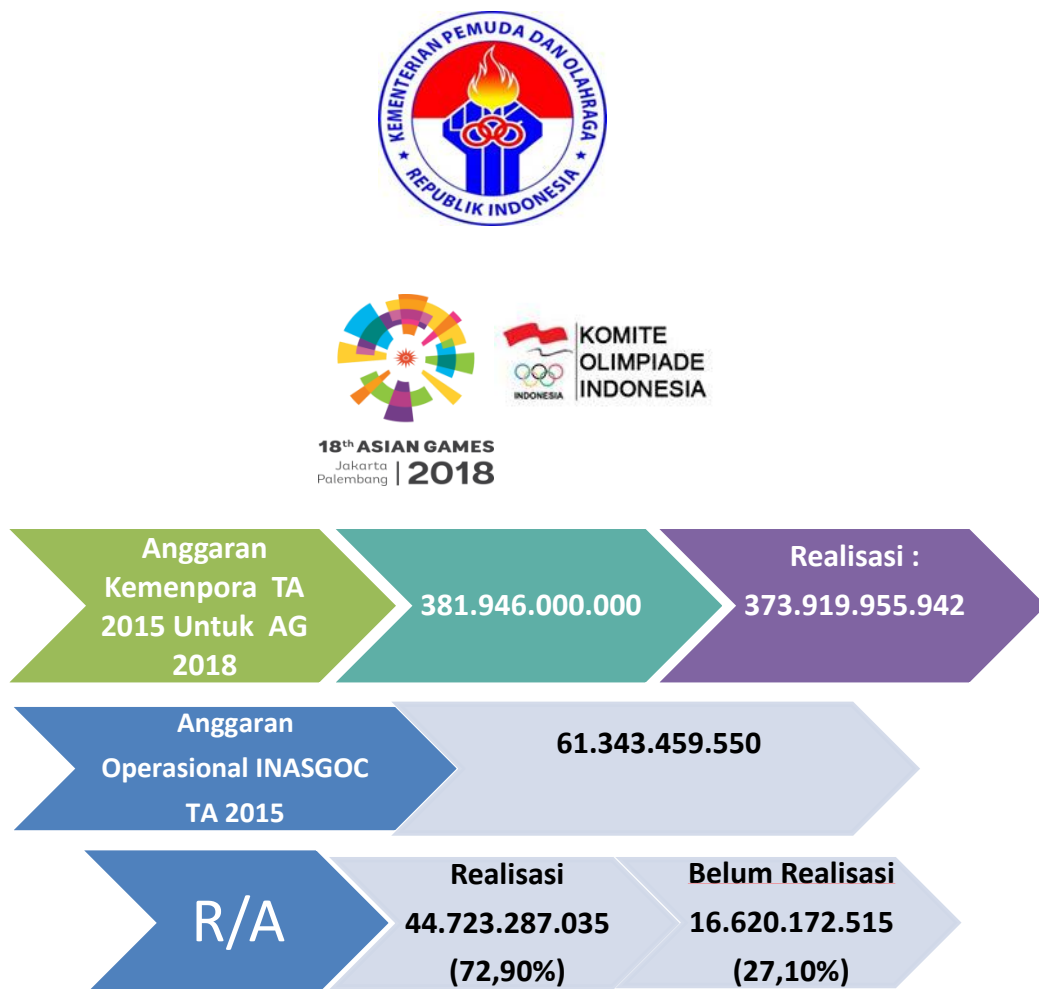 KEMENTERIAN PEMUDA DAN OLAHRAGA
REPUBLIK INDONESIA
18th ASIAN GAMES
Jakarta
Palembang
2018
INDONESIA
KOMITE
OLIMPIADE
INDONESIA
Anggaran
Kemenpora TA
2015 Untuk AG
2018
381.946.000.000
Realisasi :
373.919.955.942
Anggaran
Operasional INASGOC
TA 2015
61.343.459.550
R/A
Realisasi
44.723.287.035
(72,90%)
Belum Realisasi
16.620.172.515
(27,10%)